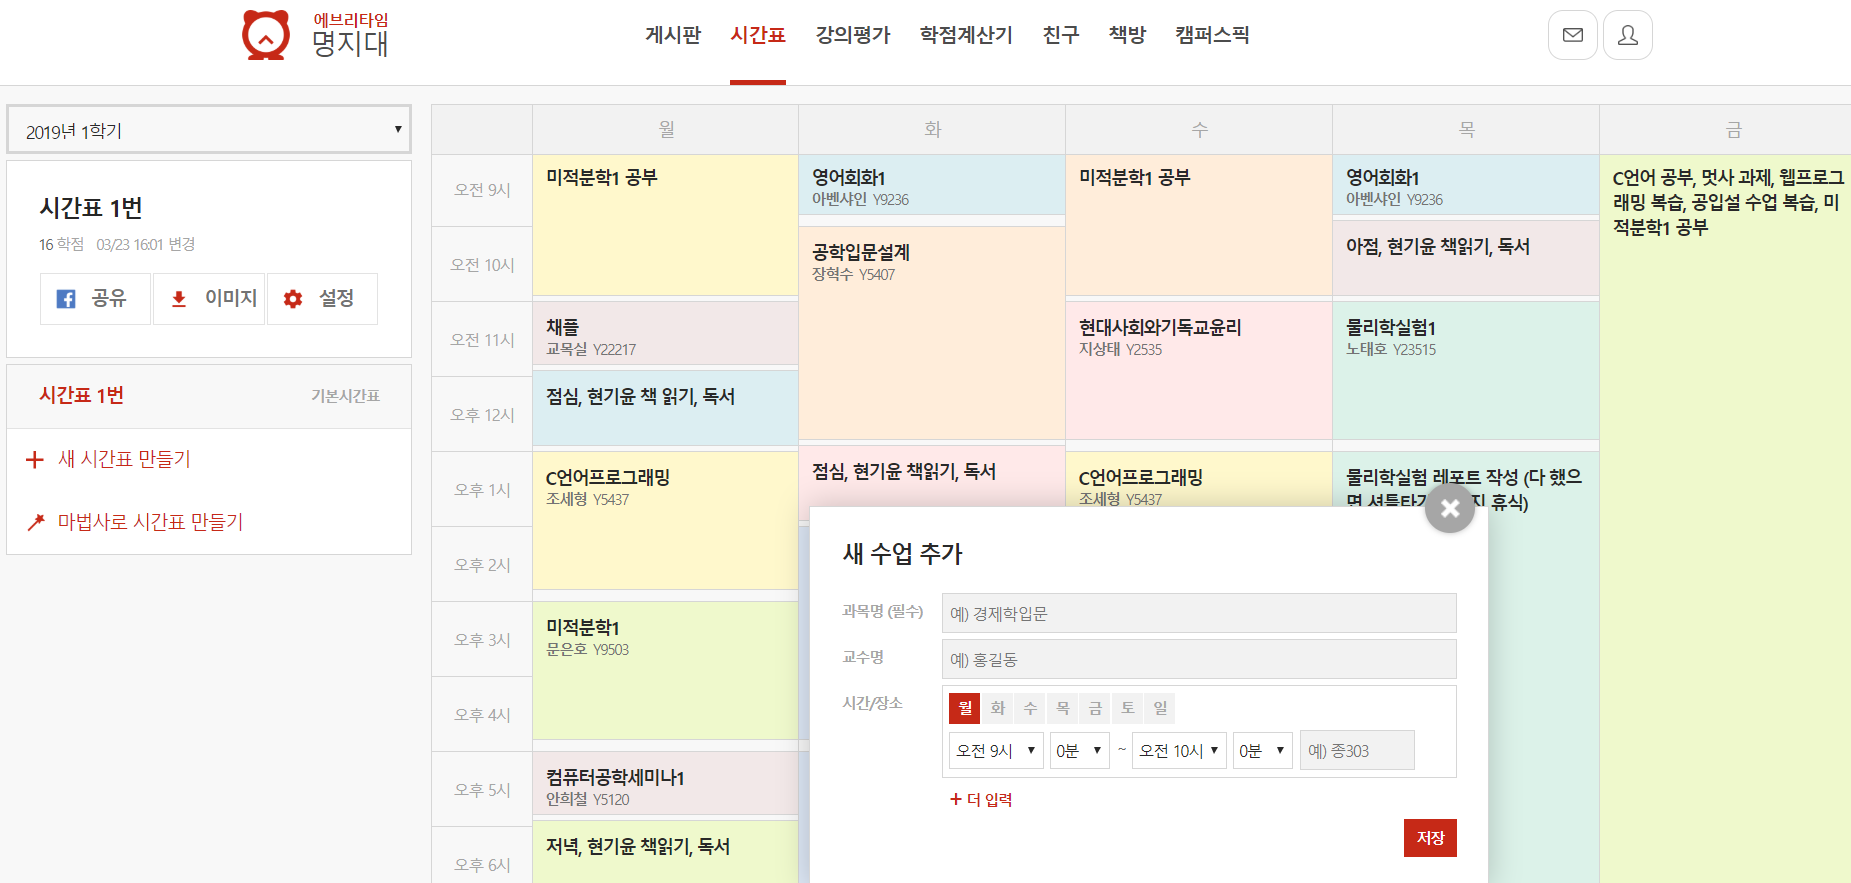 에브리타임
명지대
게시판
시간표
강의평가
학점계산기
친구
책방
캠퍼스픽
2019년 1학기
시간표 1번
16 학점 03/23 16:01 변경
공유
이미지
설정
시간표 1번
기본시간표
새 시간표 만들기
마법사로 시간표 만들기
월
화
수
목
금
오전 9시
오전 10시
오전 11시
오후 12시
오후 1시
오후 2시
오후 3시
오후 4시
오후 5시
오후 6시
미적분학1 공부
채플
교목실 Y22217
점심, 현기윤 책 읽기, 독서
C언어프로그래밍
조세형 Y5437
미적분학1
문은호 Y9503
컴퓨터공학세미나1
안희철 Y5120
저녁, 현기윤 책읽기, 독서
영어회화1
아벤샤인 Y9236
공학입문설계
장혁수 Y5407
점심, 현기윤 책읽기, 독서
미적분학1 공부
현대사회와기독교윤리
지상태 Y2535
C언어프로그래밍
조세형 Y5437
영어회화1
아벤샤인 Y9236
아점, 현기윤 책읽기, 독서
물리학실험1
노태호 Y23515
물리학실험 레포트 작성 (다 했으
면 셔틀타기 지 휴식)
C언어 공부, 멋사 과제, 웹프로그
래밍 복습, 공입설 수업 복습, 미
적분학1 공부
새 수업 추가
과목명 (필수)
예) 경제학입문
교수명
예) 홍길동
시간/장소
월 화 수 목 금 토 일
오전 9시 0분 ~ 오전 10시 0분 예) 종303
+ 더 입력
저장